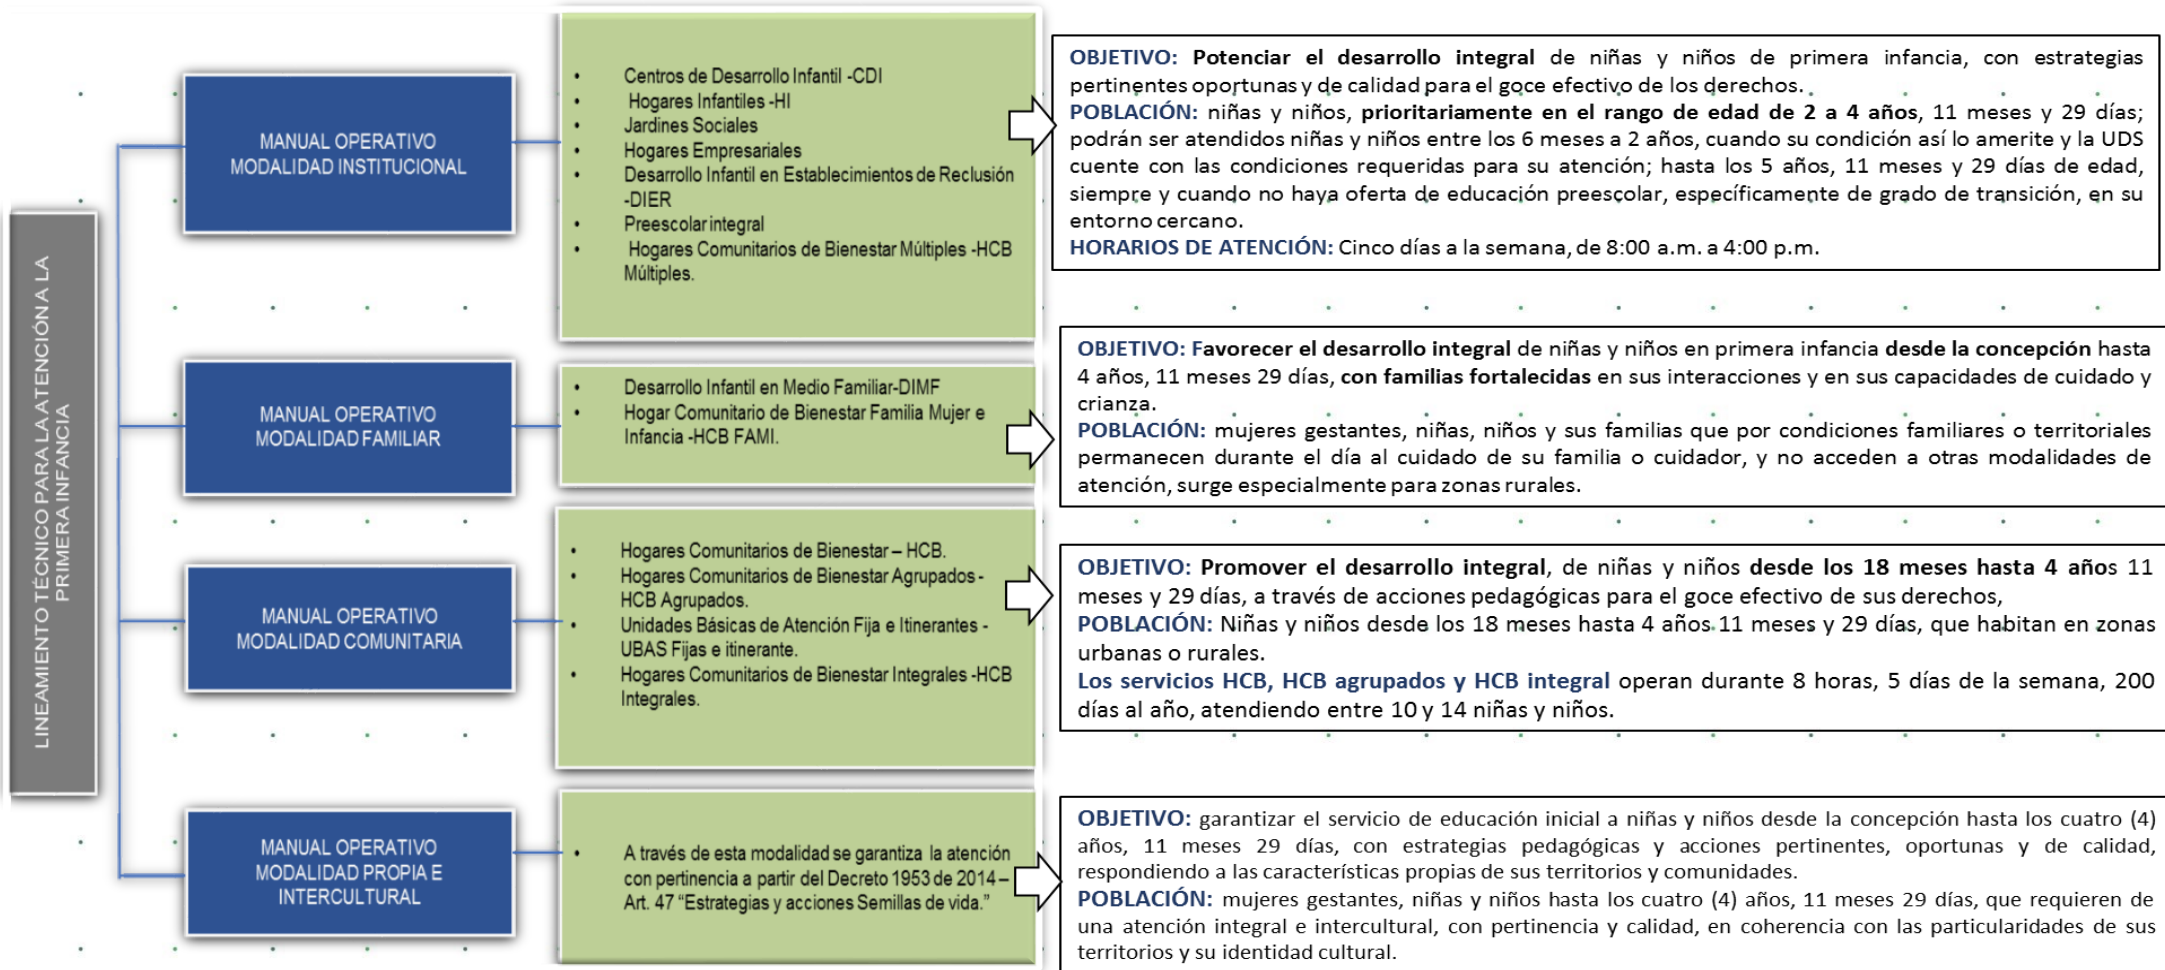 LINEAMIENTO TÉCNICO PARA LA ATENCIÓN A LA
PRIMERA INFANCIA
MANUAL OPERATIVO
MODALIDAD INSTITUCIONAL
• Centros de Desarrollo Infantil -CDI
• Hogares Infantiles -HI
• Jardines Sociales
• Hogares Empresariales
• Desarrollo Infantil en Establecimientos de Reclusión
-DIER
• Preescolar integral
• Hogares Comunitarios de Bienestar Múltiples -HCB
Múltiples.
OBJETIVO: Potenciar el desarrollo integral de niñas y niños de primera infancia, con estrategias
pertinentes oportunas y de calidad para el goce efectivo de los derechos.
POBLACIÓN: niñas y niños, prioritariamente en el rango de edad de 2 a 4 años, 11 meses y 29 días;
podrán ser atendidos niñas y niños entre los 6 meses a 2 años, cuando su condición así lo amerite y la UDS
cuente con las condiciones requeridas para su atención; hasta los 5 años, 11 meses y 29 días de edad,
siempre y cuando no haya oferta de educación preescolar, específicamente de grado de transición, en su
entorno cercano.
HORARIOS DE ATENCIÓN: Cinco días a la semana, de 8:00 a.m. a 4:00 p.m.
MANUAL OPERATIVO
MODALIDAD FAMILIAR
• Desarrollo Infantil en Medio Familiar-DIMF
• Hogar Comunitario de Bienestar Familia Mujer e
Infancia -HCB FAMI.
OBJETIVO: Favorecer el desarrollo integral de niñas y niños en primera infancia desde la concepción hasta
4 años, 11 meses 29 días, con familias fortalecidas en sus interacciones y en sus capacidades de cuidado y
crianza.
POBLACIÓN: mujeres gestantes, niñas, niños y sus familias que por condiciones familiares o territoriales
permanecen durante el día al cuidado de su familia o cuidador, y no acceden a otras modalidades de
atención, surge especialmente para zonas rurales.
MANUAL OPERATIVO
MODALIDAD COMUNITARIA
• Hogares Comunitarios de Bienestar – HCB.
• Hogares Comunitarios de Bienestar Agrupados -
HCB Agrupados.
• Unidades Básicas de Atención Fija e Itinerantes -
UBAS Fijas e itinerante.
• Hogares Comunitarios de Bienestar Integrales -HCB
Integrales.
OBJETIVO: Promover el desarrollo integral, de niñas y niños desde los 18 meses hasta 4 años 11
meses y 29 días, a través de acciones pedagógicas para el goce efectivo de sus derechos,
POBLACIÓN: Niñas y niños desde los 18 meses hasta 4 años 11 meses y 29 días, que habitan en zonas
urbanas o rurales.
Los servicios HCB, HCB agrupados y HCB integral operan durante 8 horas, 5 días de la semana, 200
días al año, atendiendo entre 10 y 14 niñas y niños.
MANUAL OPERATIVO
MODALIDAD PROPIA E
INTERCULTURAL
• A través de esta modalidad se garantiza la atención
con pertinencia a partir del Decreto 1953 de 2014 –
Art. 47 “Estrategias y acciones Semillas de vida.”
OBJETIVO: garantizar el servicio de educación inicial a niñas y niños desde la concepción hasta los cuatro (4)
años, 11 meses 29 días, con estrategias pedagógicas y acciones pertinentes, oportunas y de calidad,
respondiendo a las características propias de sus territorios y comunidades.
POBLACIÓN: mujeres gestantes, niñas y niños hasta los cuatro (4) años, 11 meses 29 días, que requieren de
una atención integral e intercultural, con pertinencia y calidad, en coherencia con las particularidades de sus
territorios y su identidad cultural.